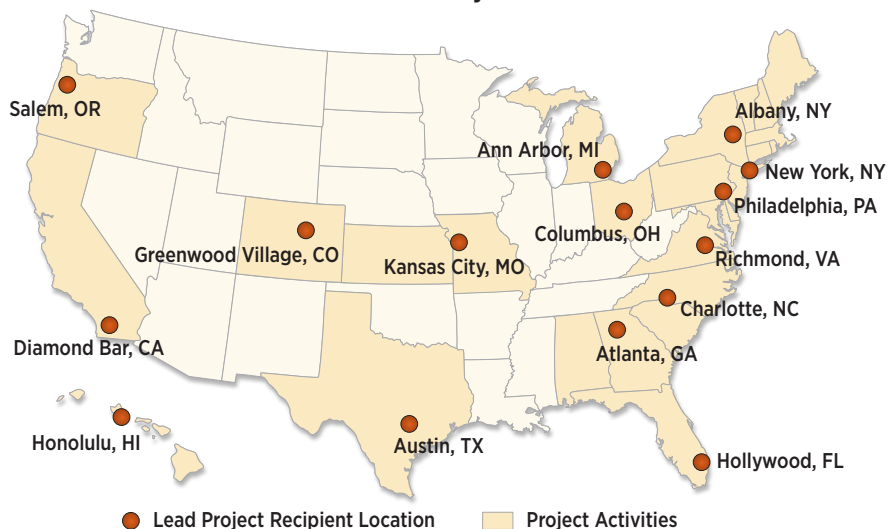 Salem, OR
Albany, NY
Ann Arbor, MI
New York, NY
Philadelphia, PA
Columbus, OH
Greenwood Village, CO
Richmond, VA
Kansas City, MO
Charlotte, NC
Diamond Bar, CA
Atlanta, GA
Honolulu, HI
Austin, TX
Hollywood, FL
Lead Project Recipient Location
Project Activities